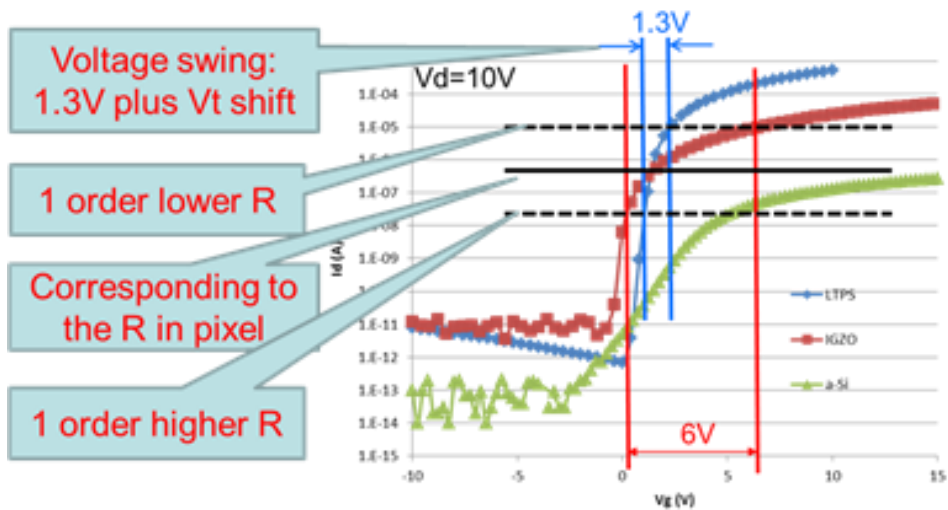 1.3V
Voltage swing:
1.3V plus Vt shift
Vd=10V
1 order lower R
Corresponding to
the R in pixel
1 order higher R
1.E-04
1.E-05
1.E-07
1.E-08
1.E-09
1.E-11
1.E-12
1.E-13
1.E-14
1.E-15
Id (A)
LTPS
IGZO
a-Si
6V
-10
-5
0
5
10
15
Vg (V)